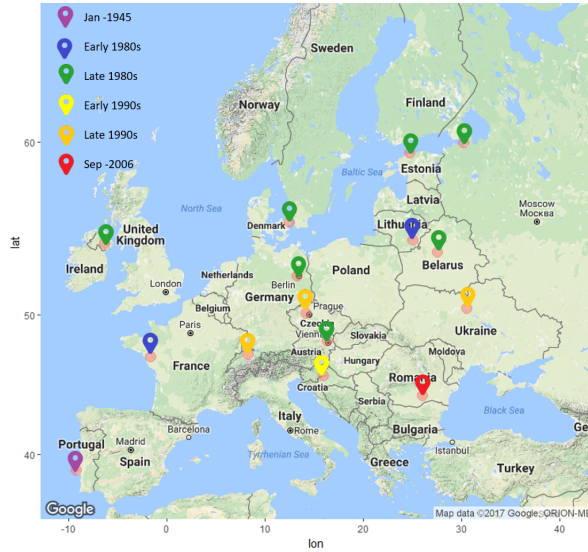 Jan -1945
Early 1980s
Late 1980s
Early 1990s
Late 1990s
Sep -2006
Sweden
Norway
Finland
60
Baltic Sea
Estonia
Latvia
Moscow
Москва
North Sea
United
Kingdom
Denmark
Lithuania
Ireland
Netherlands
London
Berlin
Poland
Belarus
Germany
Belgium
Prague
50
Paris
Czech
Ukraine
Vienna
Slovakia
Austria
Hungary
Moldova
France
Croatia
Romania
Serbia
Italy
Bulgaria
Black Sea
Portugal
Madrid
Barcelona
Rome
Istanbul
40
Spain
Tyrrhenian Sea
Greece
Turkey
Ge
Google
Map data ©2017 Google, ORION-ME
-10
0
10
20
30
40
lon
lat